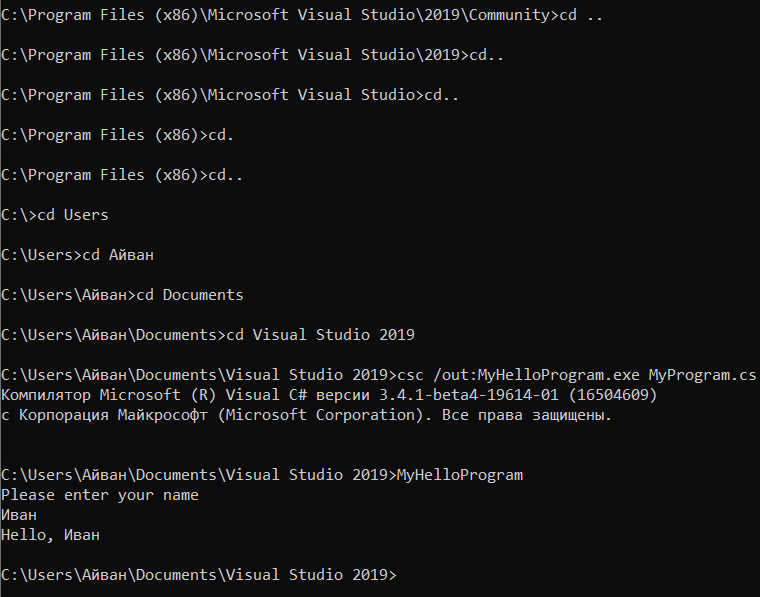 C:\Program Files (x86)\Microsoft Visual Studio\2019\Community>cd ..
C:\Program Files (x86)\Microsoft Visual Studio\2019>cd..
C:\Program Files (x86)\Microsoft Visual Studio>cd..
C:\Program Files (x86)>cd.
C:\Program Files (x86)>cd..
C:\>cd Users
C:\Users>cd Айван
C:\Users\Айван>cd Documents
C:\Users\Айван\Documents>cd Visual Studio 2019
C:\Users\Айван\Documents\Visual Studio 2019>csc /out:MyHelloProgram.exe MyProgram.cs
Компилятор Microsoft (R) Visual C# версии 3.4.1-beta4-19614-01 (16504609)
c Корпорация Майкрософт (Microsoft Corporation). Все права защищены.
C:\Users\Айван\Documents\Visual Studio 2019>MyHelloProgram
Please enter your name
Иван
Hello, Иван
C:\Users\Айван\Documents\Visual Studio 2019>